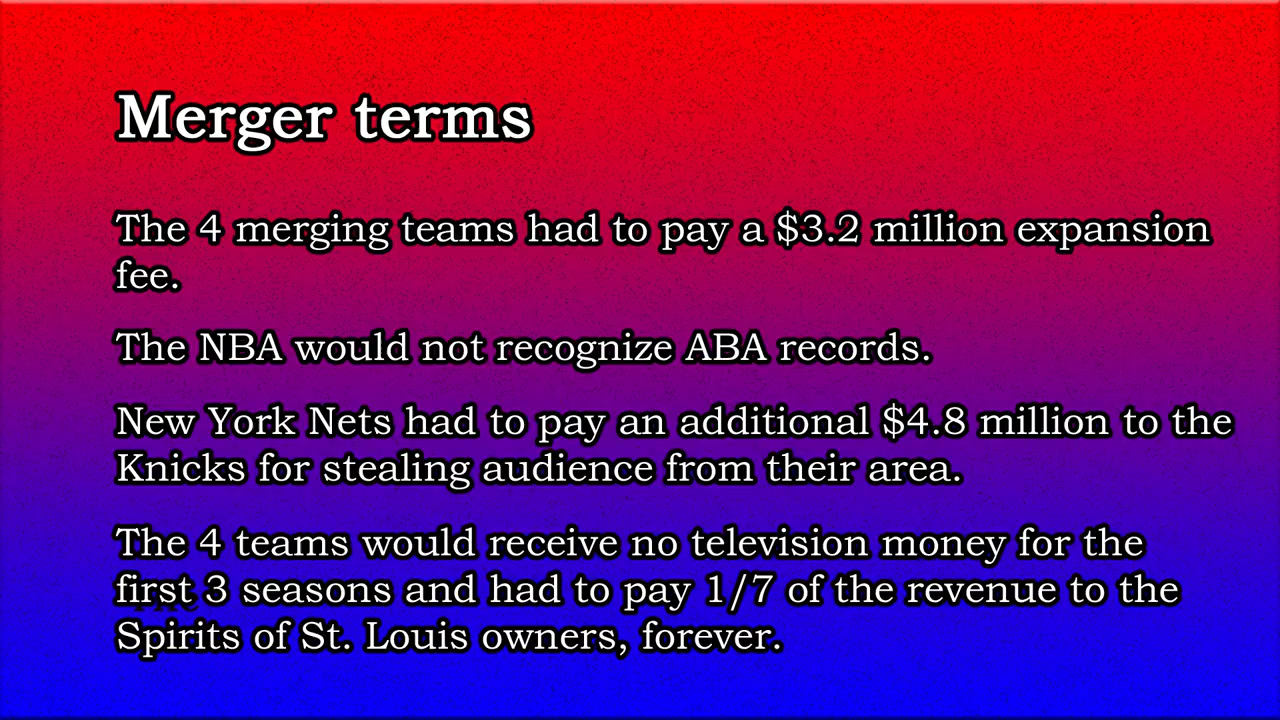 Merger terms
The 4 merging teams had to pay a $3.2 million expansion
fee.
The NBA would not recognize ABA records.
New York Nets had to pay an additional $4.8 million to the
Knicks for stealing audience from their area.
The 4 teams would receive no television money for the
first 3 seasons and had to pay 1/7 of the revenue to the
Spirits of St. Louis owners, forever.